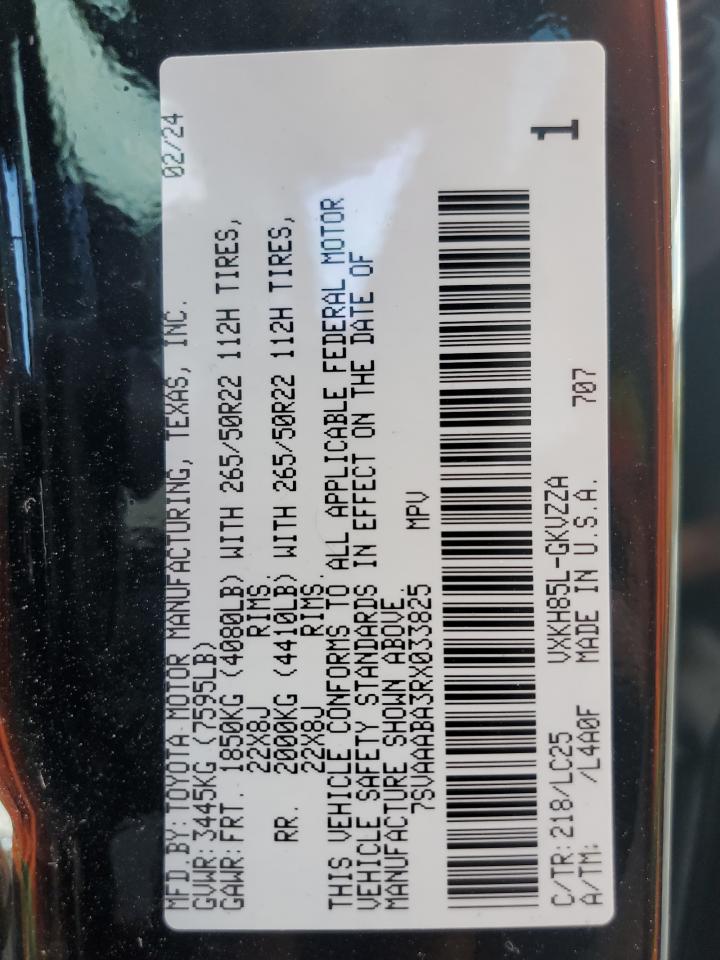 MFD.BY: TOYOTA MOTOR MANUFACTURING, TEXAS, INC. 02/24
GVWR: 3445KG (7595LB)
GAWR: FRT. 1850KG (4080LB) WITH 265/50R22 112H TIRES,
22X8J RIMS
RR. 2000KG (4410LB) WITH 265/50R22 112H TIRES,
22X8J RIMS.
THIS VEHICLE CONFORMS TO ALL APPLICABLE FEDERAL MOTOR
VEHICLE SAFETY STANDARDS IN EFFECT ON THE DATE OF
MANUFACTURE SHOWN ABOVE.
7SVAAABA3RX033825 MPV
1
C/TR: 218/LC25 VXKH85L-GKVZZA
A/TM: /L4A0F MADE IN U.S.A. 707